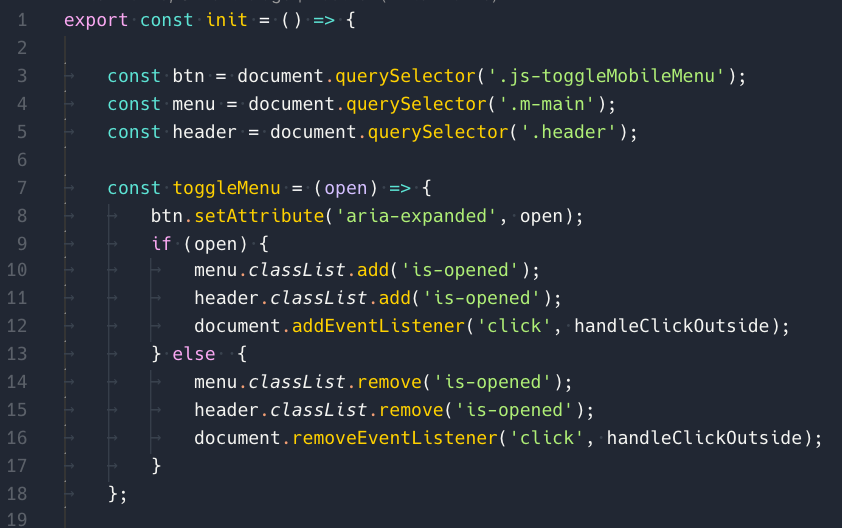 1 export const init = () => {
2
3 const btn = document.querySelector('.js-toggleMobileMenu');
4 const menu = document.querySelector('.m-main');
5 const header = document.querySelector('.header');
6
7 const toggleMenu = (open) => {
8 btn.setAttribute('aria-expanded', open);
9 if (open) {
10 menu.classList.add('is-opened');
11 header.classList.add('is-opened');
12 document.addEventListener('click', handleClickOutside);
13 } else  {
14 menu.classList.remove('is-opened');
15 header.classList.remove('is-opened');
16 document.removeEventListener('click', handleClickOutside);
17 }
18 };
19